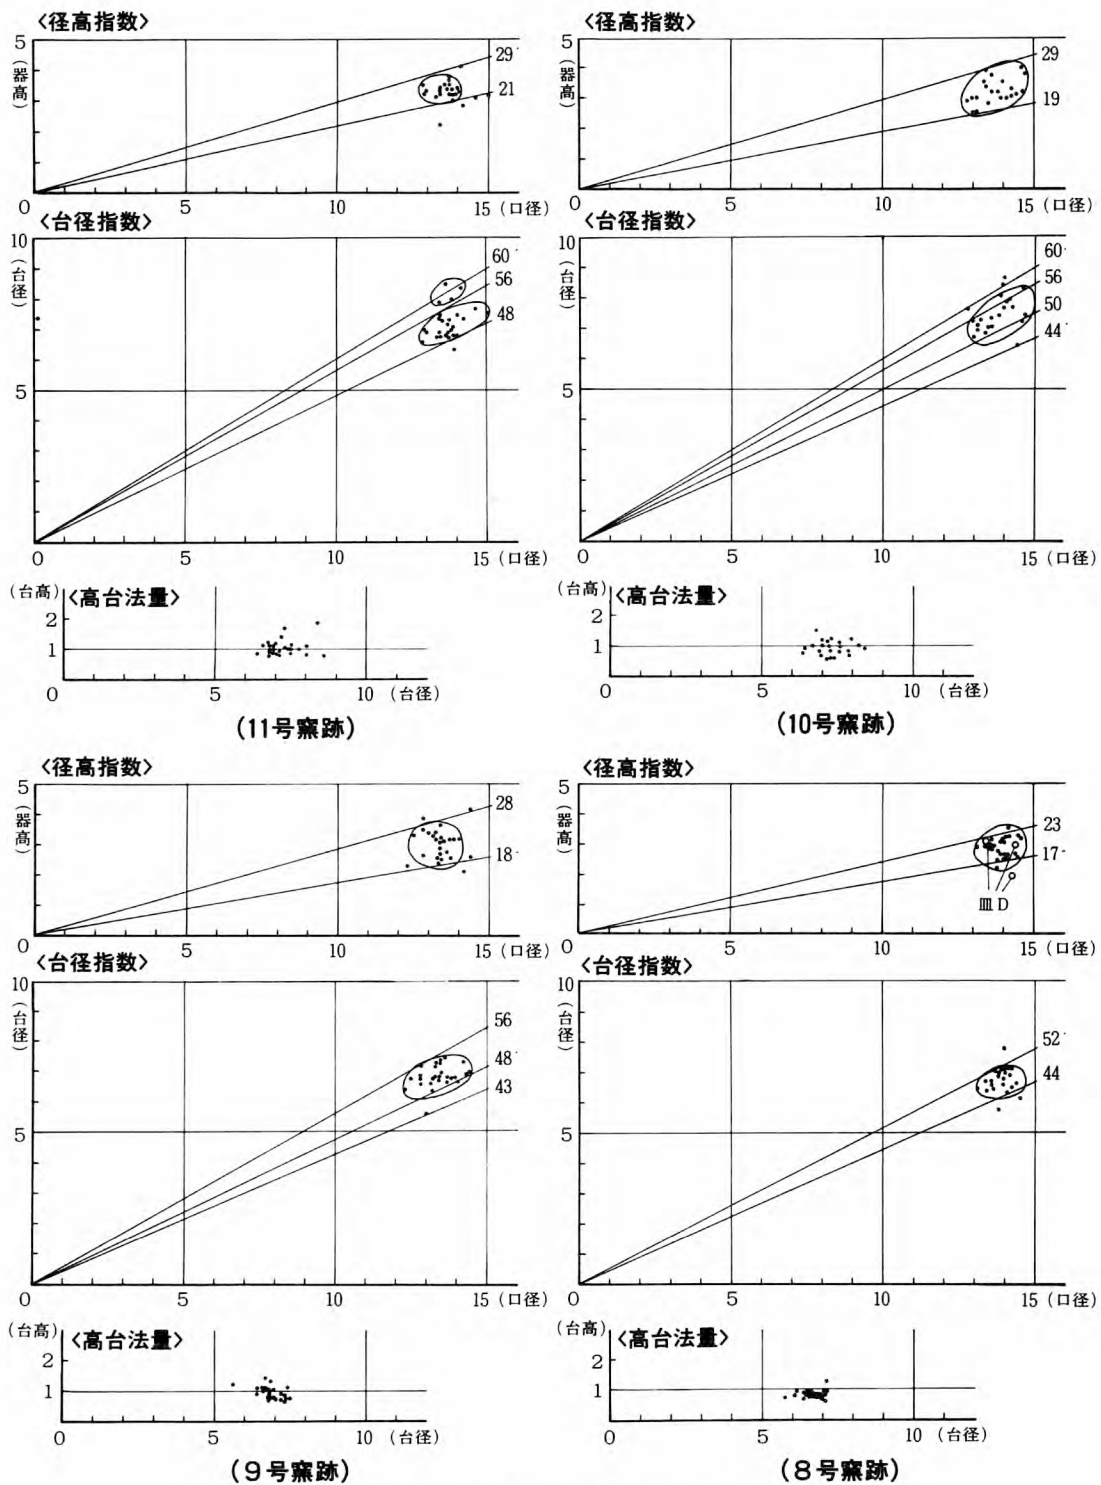 〈径高指数〉
5
(器高)
29
21
0
5
10
15 (口径)
〈台径指数〉
10
(台径)
60
56
48
5
0
5
10
15 (口径)
(台高)
〈高台法量〉
2
1
0
5
10 (台径)
(11号窯跡)
〈径高指数〉
5
(器高)
29
19
0
5
10
15 (口径)
〈台径指数〉
10
(台径)
60
56
50
44
5
0
5
10
15 (口径)
(台高)
〈高台法量〉
2
1
0
5
10 (台径)
(10号窯跡)
〈径高指数〉
5
(器高)
28
18
0
5
10
15 (口径)
〈台径指数〉
10
(台径)
56
48
43
5
0
5
10
15 (口径)
(台高)
〈高台法量〉
2
1
0
5
10 (台径)
(9号窯跡)
〈径高指数〉
5
(器高)
23
17
皿D
0
5
10
15 (口径)
〈台径指数〉
10
(台径)
52
44
5
0
5
10
15 (口径)
(台高)
〈高台法量〉
2
1
0
5
10 (台径)
(8号窯跡)